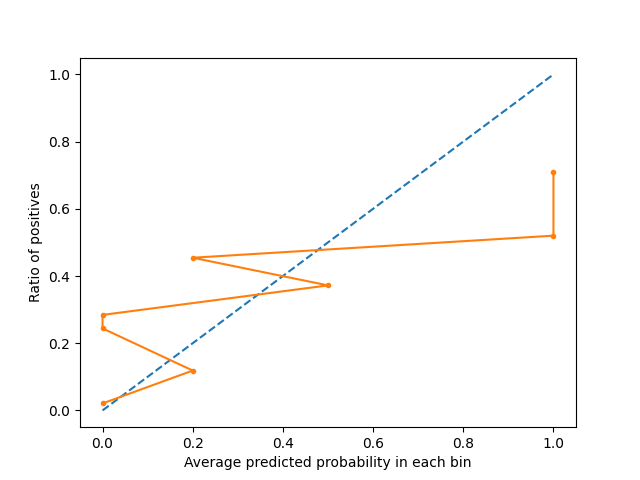 1.0
0.8
0.6
0.4
0.2
0.0
Ratio of positives
0.0 0.2 0.4 0.6 0.8 1.0
Average predicted probability in each bin